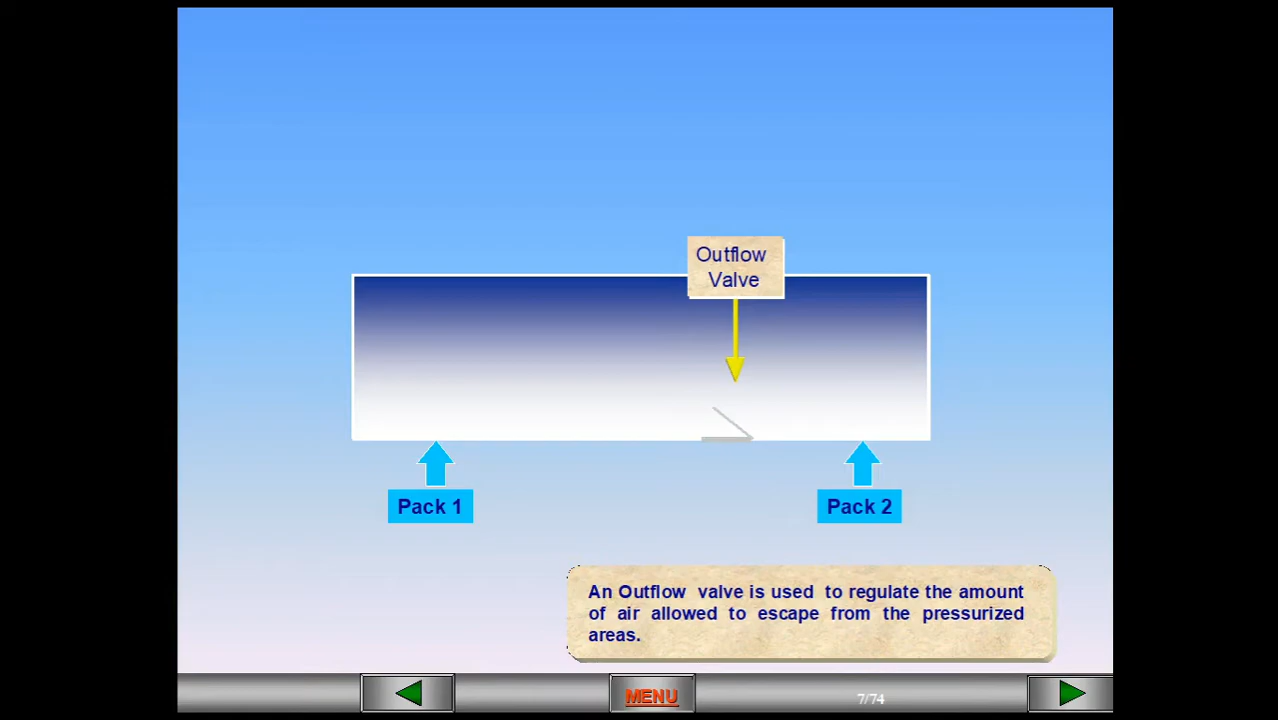 Outflow
Valve
Pack 1
Pack 2
An Outflow valve is used to regulate the amount
of air allowed to escape from the pressurized
areas.
MENU
7/74